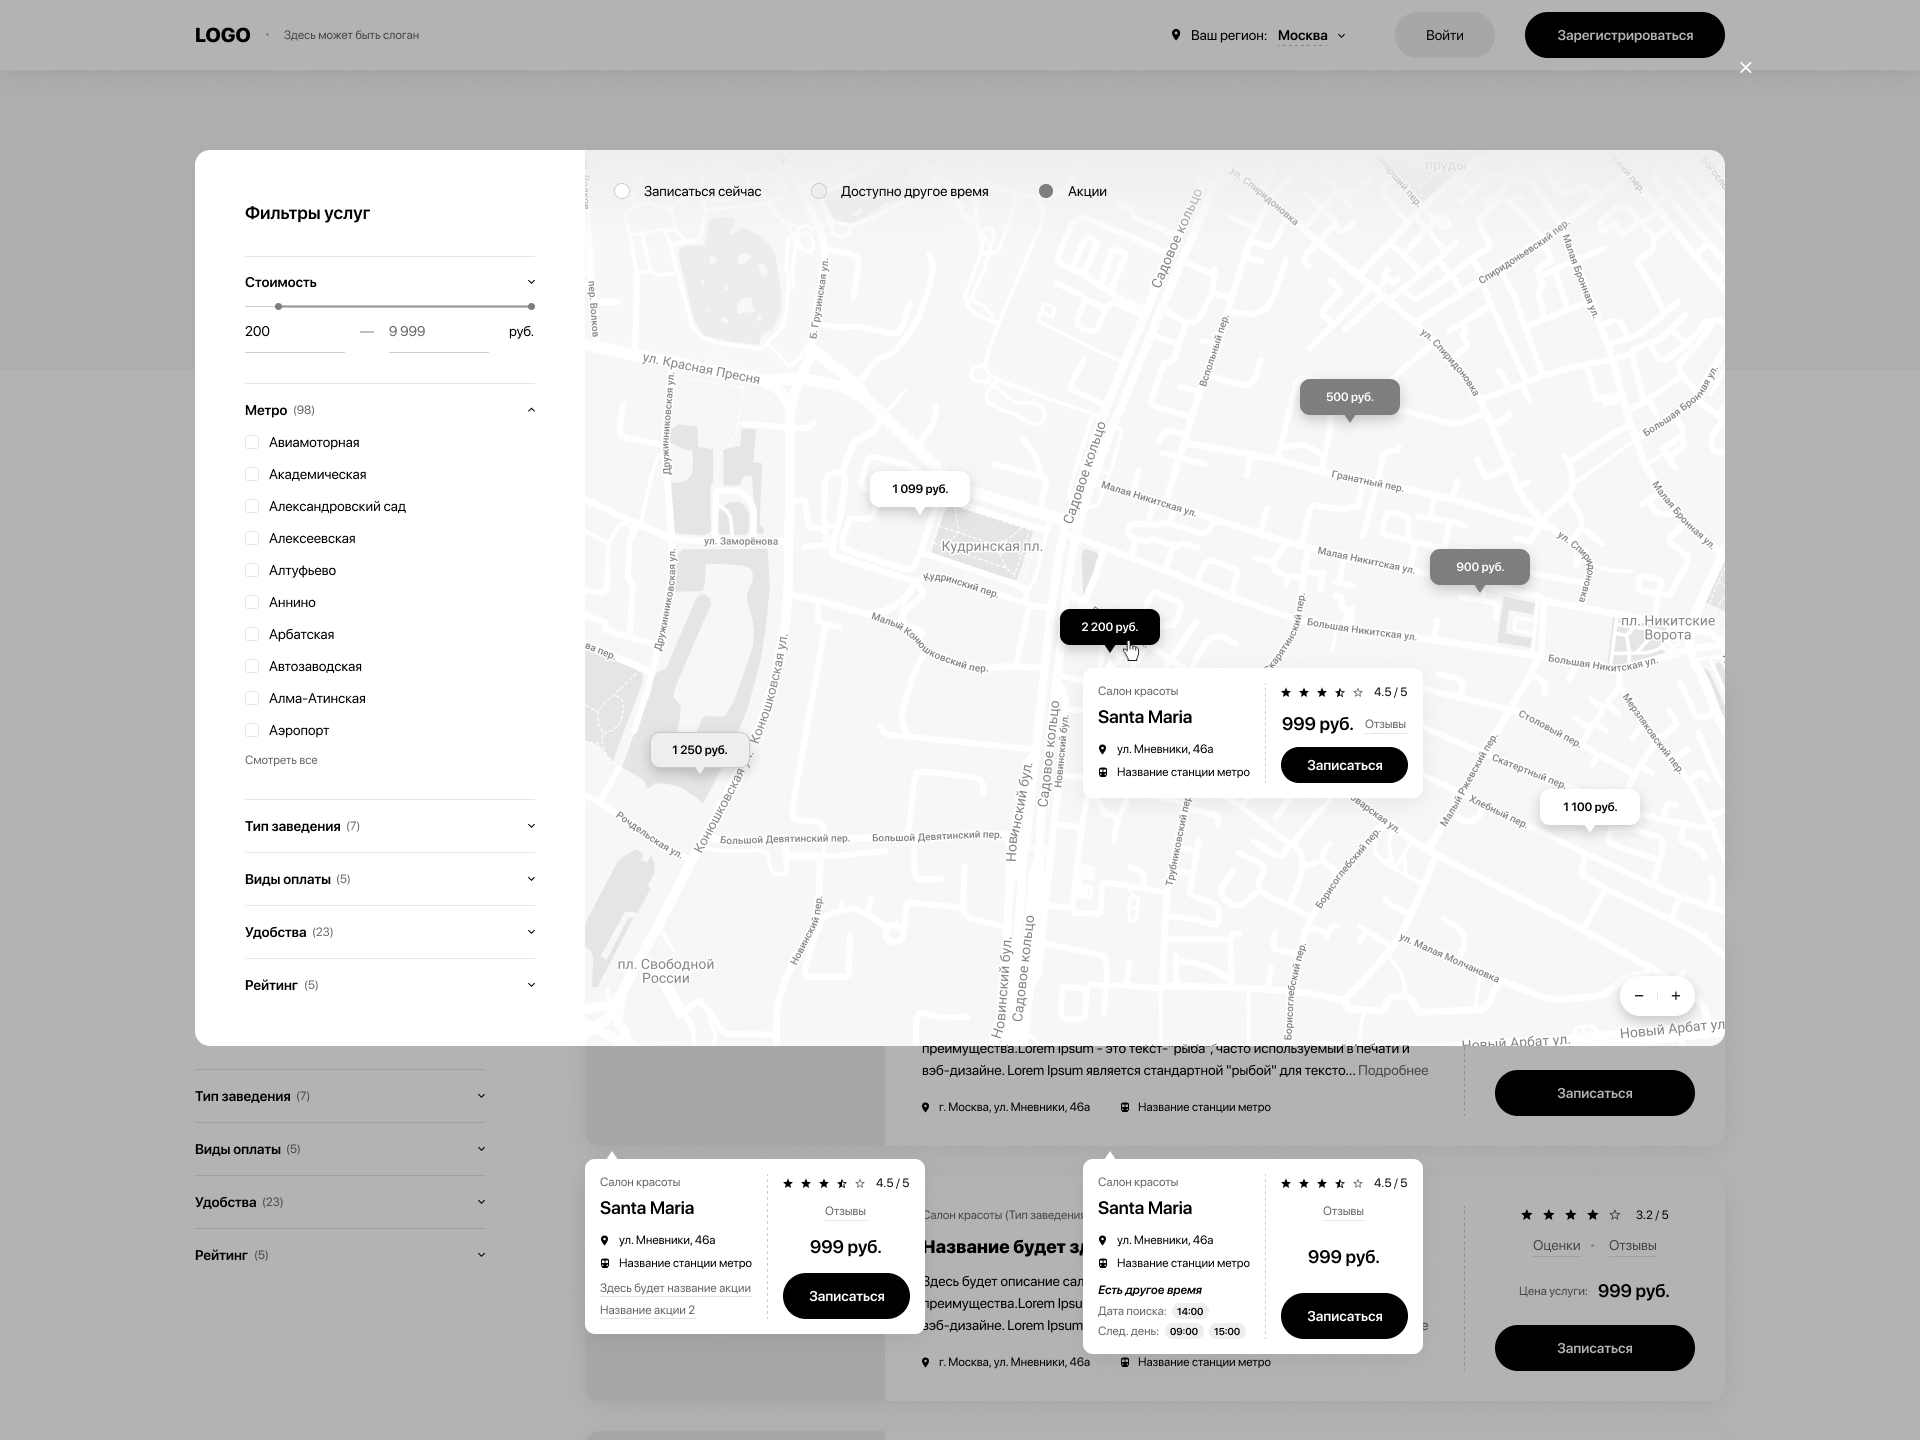 LOGO
Здесь может быть слоган
Ваш регион: Москва
Войти
Зарегистрироваться
Фильтры услуг
Стоимость
200 — 9 999 руб.
Метро (98)
Авиамоторная
Академическая
Александровский сад
Алексеевская
Алтуфьево
Аннино
Арбатская
Автозаводская
Алма-Атинская
Аэропорт
Смотреть все
Тип заведения (7)
Виды оплаты (5)
Удобства (23)
Рейтинг (5)
Записаться сейчас
Доступно другое время
Акции
пруды
ул. Спиридоновка
Садовое кольцо
Спиридоньевский пер.
Малая Бронная ул.
пер. Волков
Б. Грузинская ул.
ул. Красная Пресня
Вспольный пер.
ул. Спиридоновка
Большая Бронная ул.
500 руб.
Дружинниковская ул.
Садовое кольцо
Гранатный пер.
1 099 руб.
Малая Никитская ул.
Малая Бронная ул.
ул. Заморёнова
Кудринская пл.
Малая Никитская ул.
ул. Спиридоновка
900 руб.
Кудринский пер.
Дружинниковская ул.
Малый Конюшковский пер.
2 200 руб.
Скарятинский пер.
Большая Никитская ул.
пл. Никитские
Ворота
Большая Никитская ул.
ва пер.
Конюшковская ул.
Салон красоты
Santa Maria
ул. Мневники, 46а
Название станции метро
4.5 / 5
999 руб. Отзывы
Записаться
1 250 руб.
Садовое кольцо
Новинский бул.
Столовый пер.
Мерзляковский пер.
Скатертный пер.
Малый Ржевский пер.
Хлебный пер.
1 100 руб.
Рочдельская ул.
Конюшковская ул.
Большой Девятинский пер.
Большой Девятинский пер.
Новинский бул.
Трубниковский пер.
оварская ул.
Борисоглебский пер.
Новинский пер.
пл. Свободной
России
Новинский бул.
Садовое кольцо
Борисоглебский пер.
ул. Малая Молчановка
− +
Новый Арбат ул.
Новый Арбат ул
преимущества.Lorem Ipsum - это текст-"рыба", часто используемый в печати и
вэб-дизайне. Lorem Ipsum является стандартной "рыбой" для тексто... Подробнее
г. Москва, ул. Мневники, 46а
Название станции метро
Записаться
Тип заведения (7)
Виды оплаты (5)
Удобства (23)
Рейтинг (5)
Салон красоты
Santa Maria
ул. Мневники, 46а
Название станции метро
Здесь будет название акции
Название акции 2
4.5 / 5
Отзывы
999 руб.
Записаться
Салон красоты (Тип заведения
Название будет
Здесь будет описание сал
преимущества.Lorem Ipsu
вэб-дизайне. Lorem Ipsum
г. Москва, ул. Мневники, 46а
Название станции метро
Салон красоты
Santa Maria
ул. Мневники, 46а
Название станции метро
Есть другое время
Дата поиска: 14:00
След. день: 09:00 15:00
4.5 / 5
Отзывы
999 руб.
Записаться
3.2 / 5
Оценки
Отзывы
Цена услуги: 999 руб.
Записаться